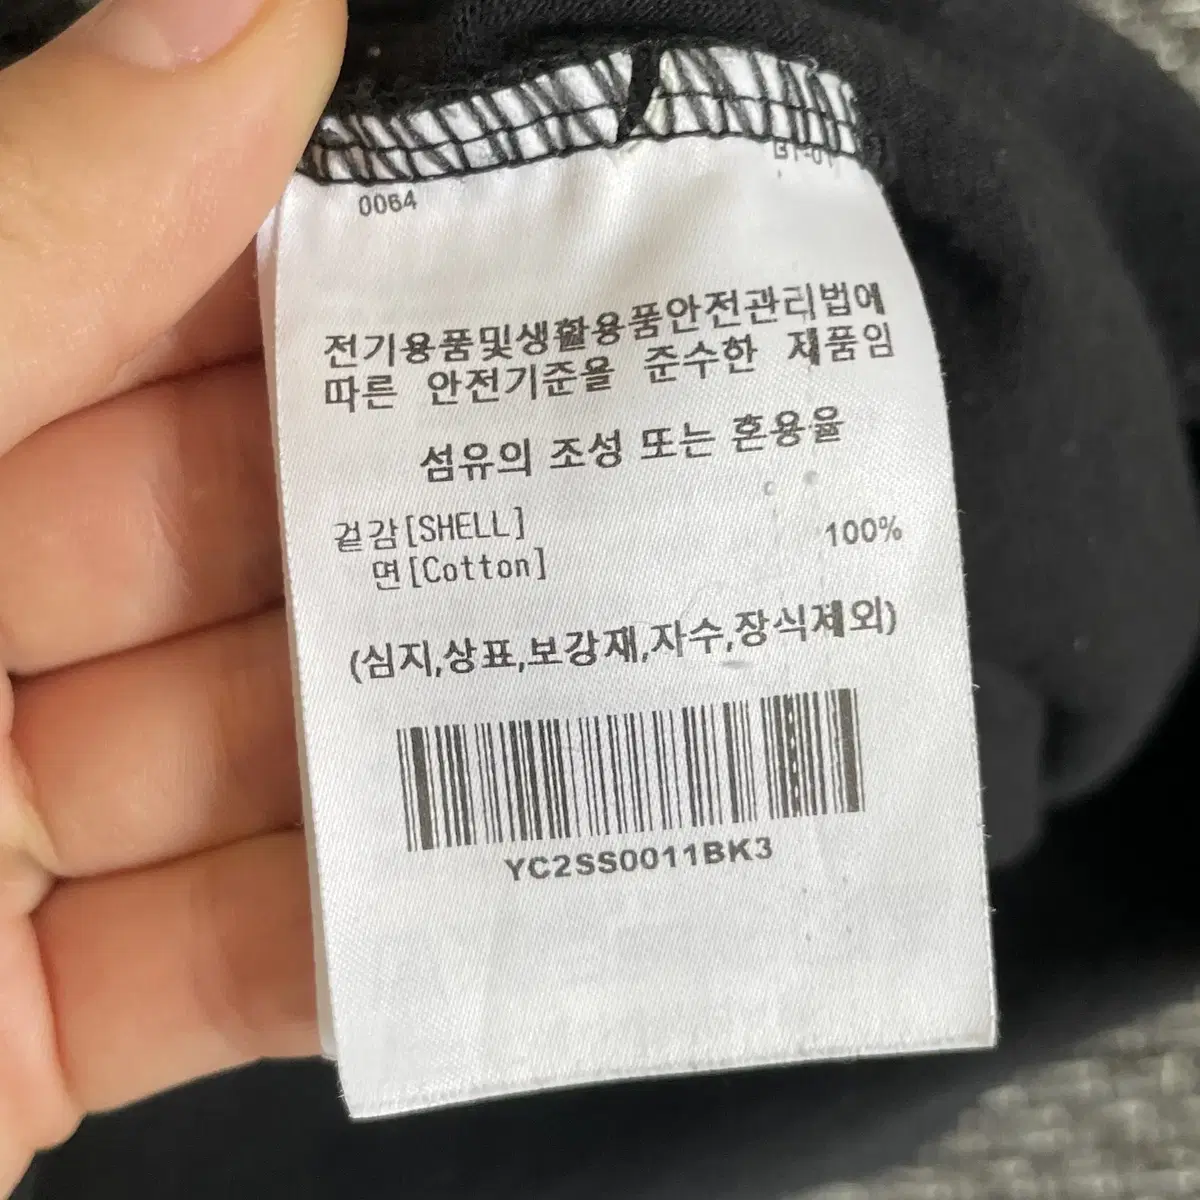 0064
BT-01
전기용품및생활용품안전관리법에
따른 안전기준을 준수한 제품임
섬유의 조성 또는 혼용율
겉감[SHELL]
면[Cotton] 100%
(심지,상표,보강재,자수,장식제외)
YC2SS0011BK3